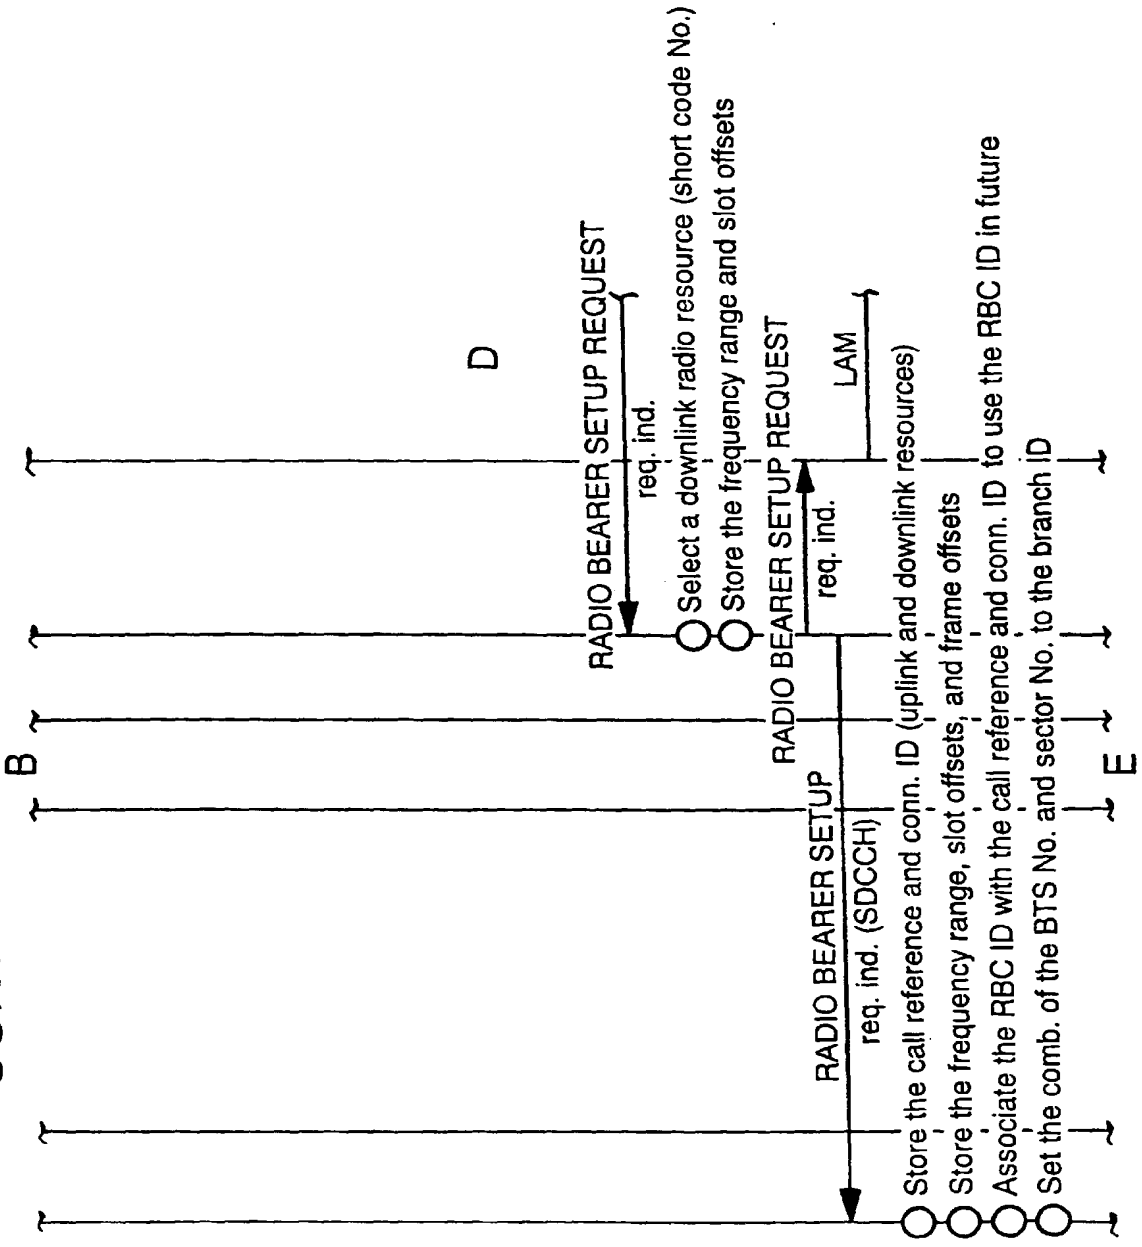 B
D
RADIO BEARER SETUP REQUEST
req. ind.
Select a downlink radio resource (short code No.)
Store the frequency range and slot offsets
RADIO BEARER SETUP REQUEST
req. ind.
LAM
RADIO BEARER SETUP
req. ind. (SDCCH)
Store the call reference and conn. ID (uplink and downlink resources)
Store the frequency range, slot offsets, and frame offsets
Associate the RBC ID with the call reference and conn. ID to use the RBC ID in future
Set the comb. of the BTS No. and sector No. to the branch ID
E